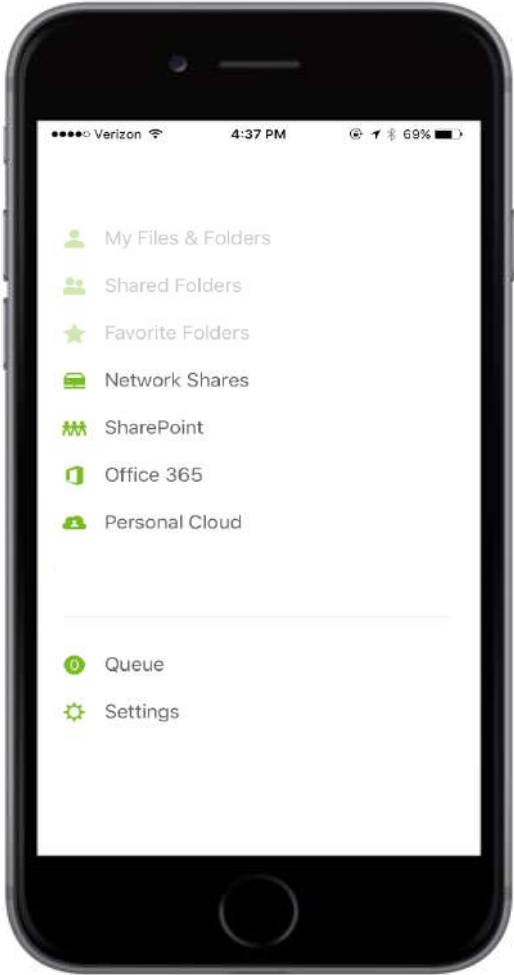 Verizon 4:37 PM 69%
My Files & Folders
Shared Folders
Favorite Folders
Network Shares
SharePoint
Office 365
Personal Cloud
0 Queue
Settings